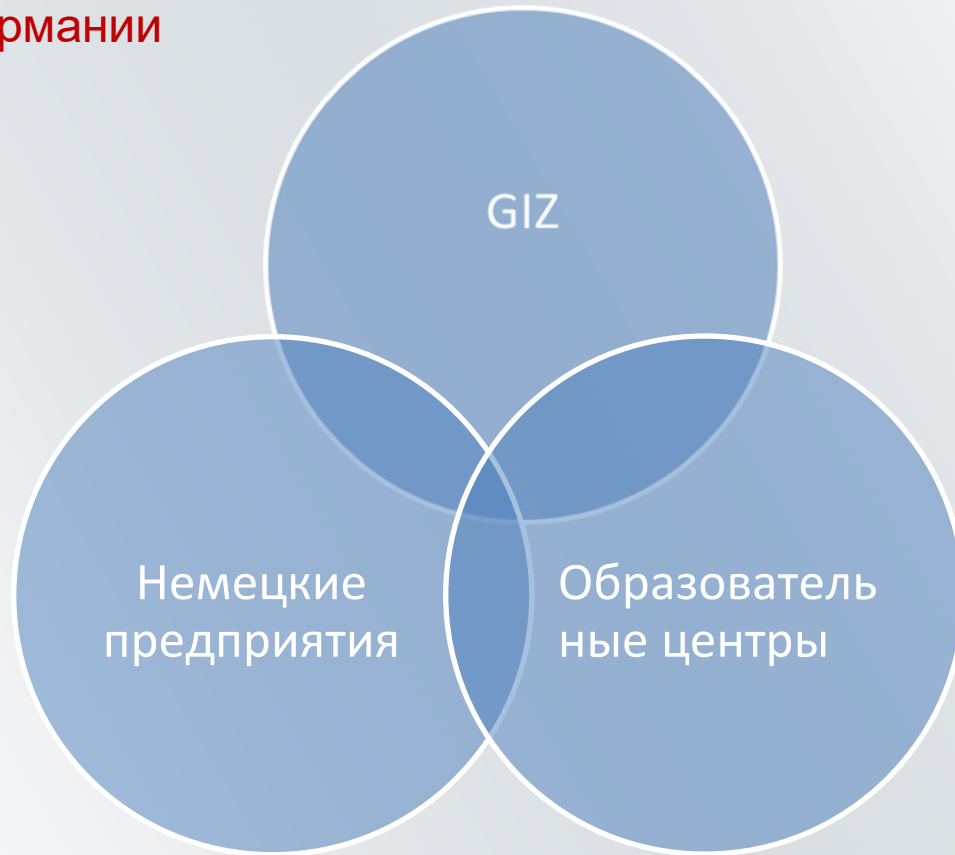 рмании
GIZ
Немецкие
предприятия
Образователь
ные центры